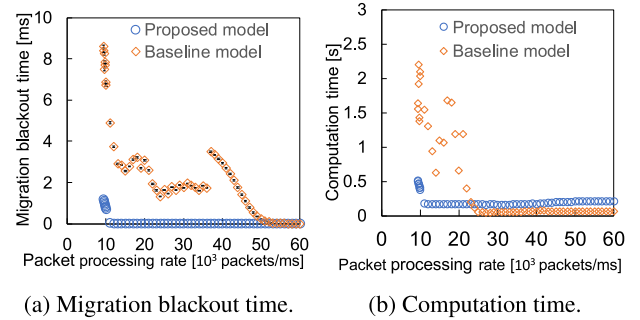 Migration blackout time [ms]
10
8
6
4
2
0
Proposed model
Baseline model
0 10 20 30 40 50 60
Packet processing rate [10³ packets/ms]
(a) Migration blackout time.
Computation time [s]
3
2.5
2
1.5
1
0.5
0
Proposed model
Baseline model
0 10 20 30 40 50 60
Packet processing rate [10³ packets/ms]
(b) Computation time.